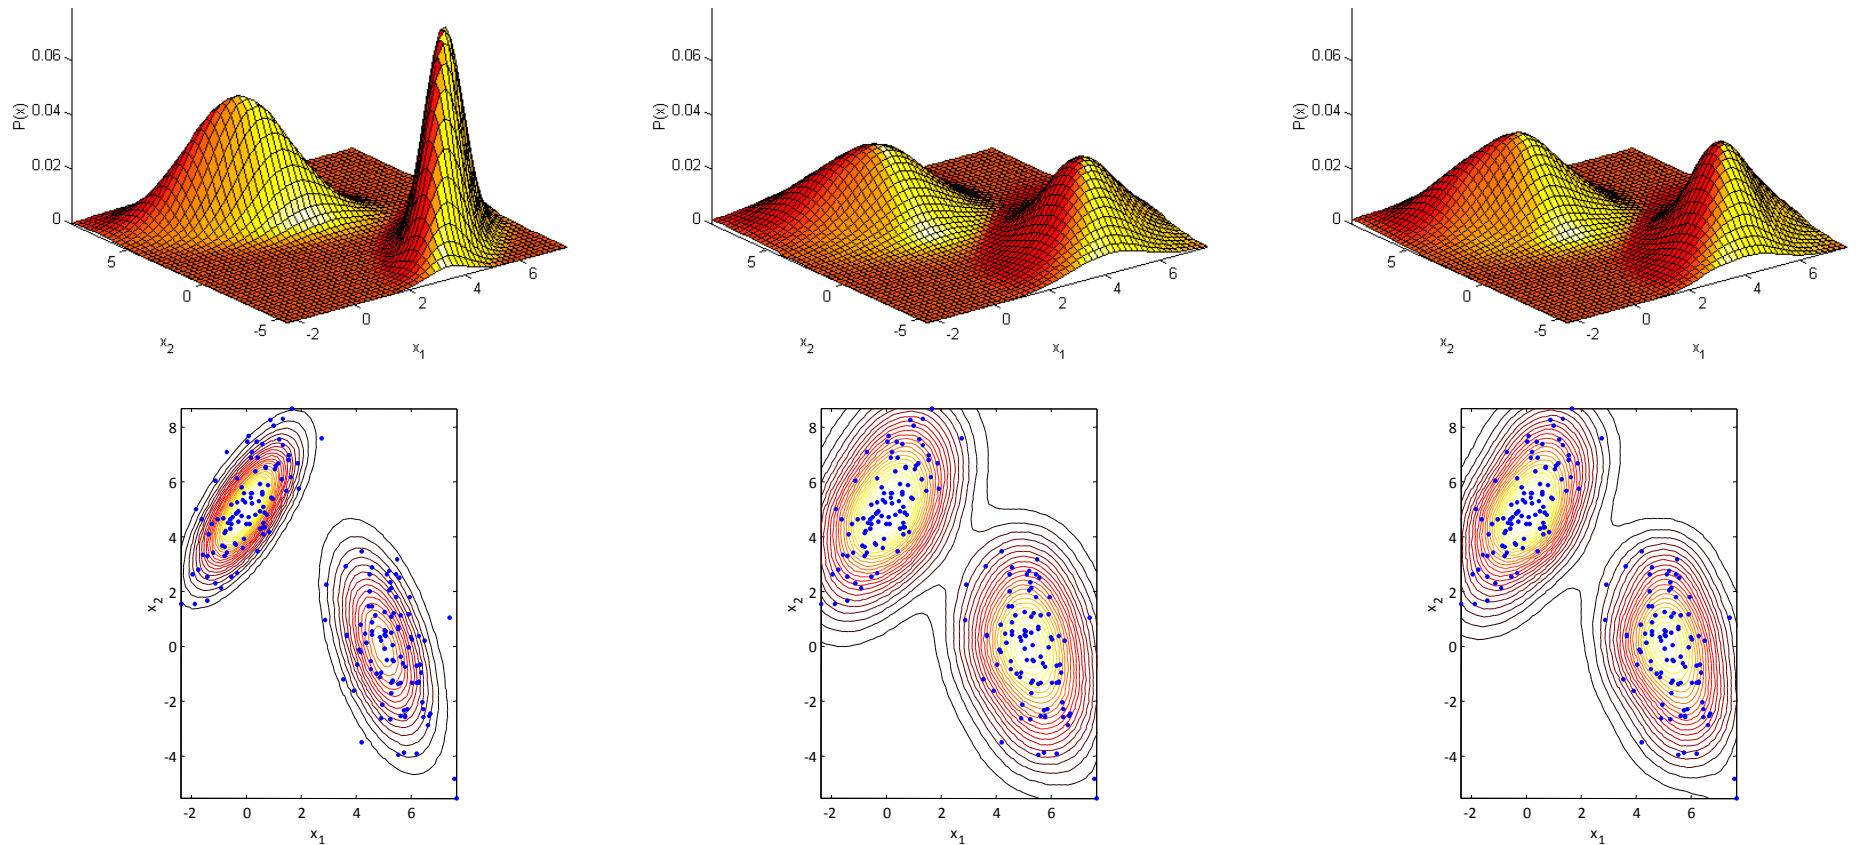 0.06 0.06 0.06
0.04 0.04 0.04
P(x) P(x) P(x)
0.02 0.02 0.02
0 0 0
5 6 5 6 5 6
0 4 0 4 0 4
2 2 2
-5 -2 0 -5 -2 0 -5 -2 0
x2 x1 x2 x1 x2 x1
8 8 8
6 6 6
4 4 4
2 2 2
x2 x2 x2
0 0 0
-2 -2 -2
-4 -4 -4
-2 0 2 4 6 -2 0 2 4 6 -2 0 2 4 6
x1 x1 x1